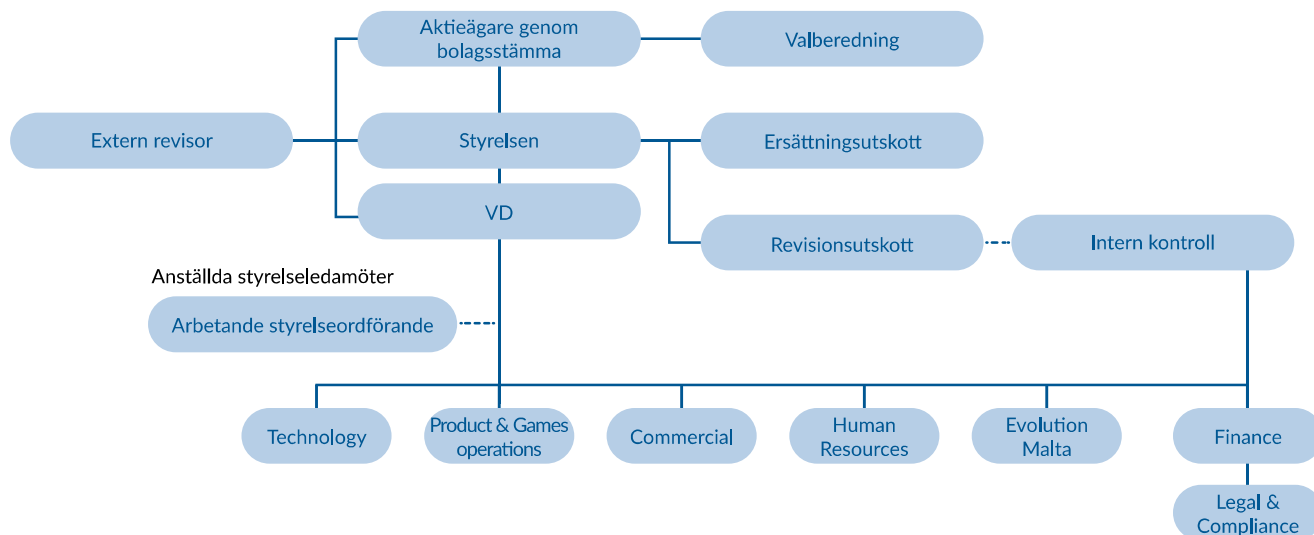 Aktieägare genom
bolagsstämma
Valberedning
Extern revisor
Styrelsen
Ersättningsutskott
VD
Revisionsutskott
Intern kontroll
Anställda styrelseledamöter
Arbetande styrelseordförande
Technology
Product & Games
operations
Commercial
Human
Resources
Evolution
Malta
Finance
Legal &
Compliance